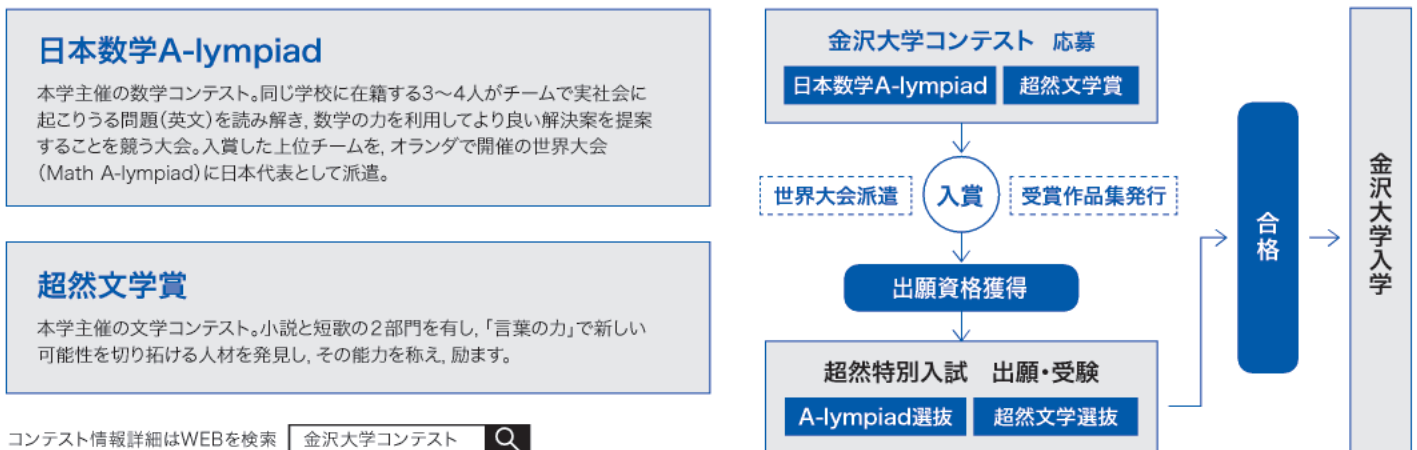 日本数学A-lympiad
本学主催の数学コンテスト。同じ学校に在籍する3〜4人がチームで実社会に
起こりうる問題(英文)を読み解き, 数学の力を利用してより良い解決案を提案
することを競う大会。入賞した上位チームを, オランダで開催の世界大会
(Math A-lympiad)に日本代表として派遣。
超然文学賞
本学主催の文学コンテスト。小説と短歌の2部門を有し, 「言葉の力」で新しい
可能性を切り拓ける人材を発見し, その能力を称え, 励ます。
コンテスト情報詳細はWEBを検索 金沢大学コンテスト
金沢大学コンテスト 応募
日本数学A-lympiad 超然文学賞
世界大会派遣 入賞 受賞作品集発行
出願資格獲得
超然特別入試 出願・受験
A-lympiad選抜 超然文学選抜
合格
金沢大学入学